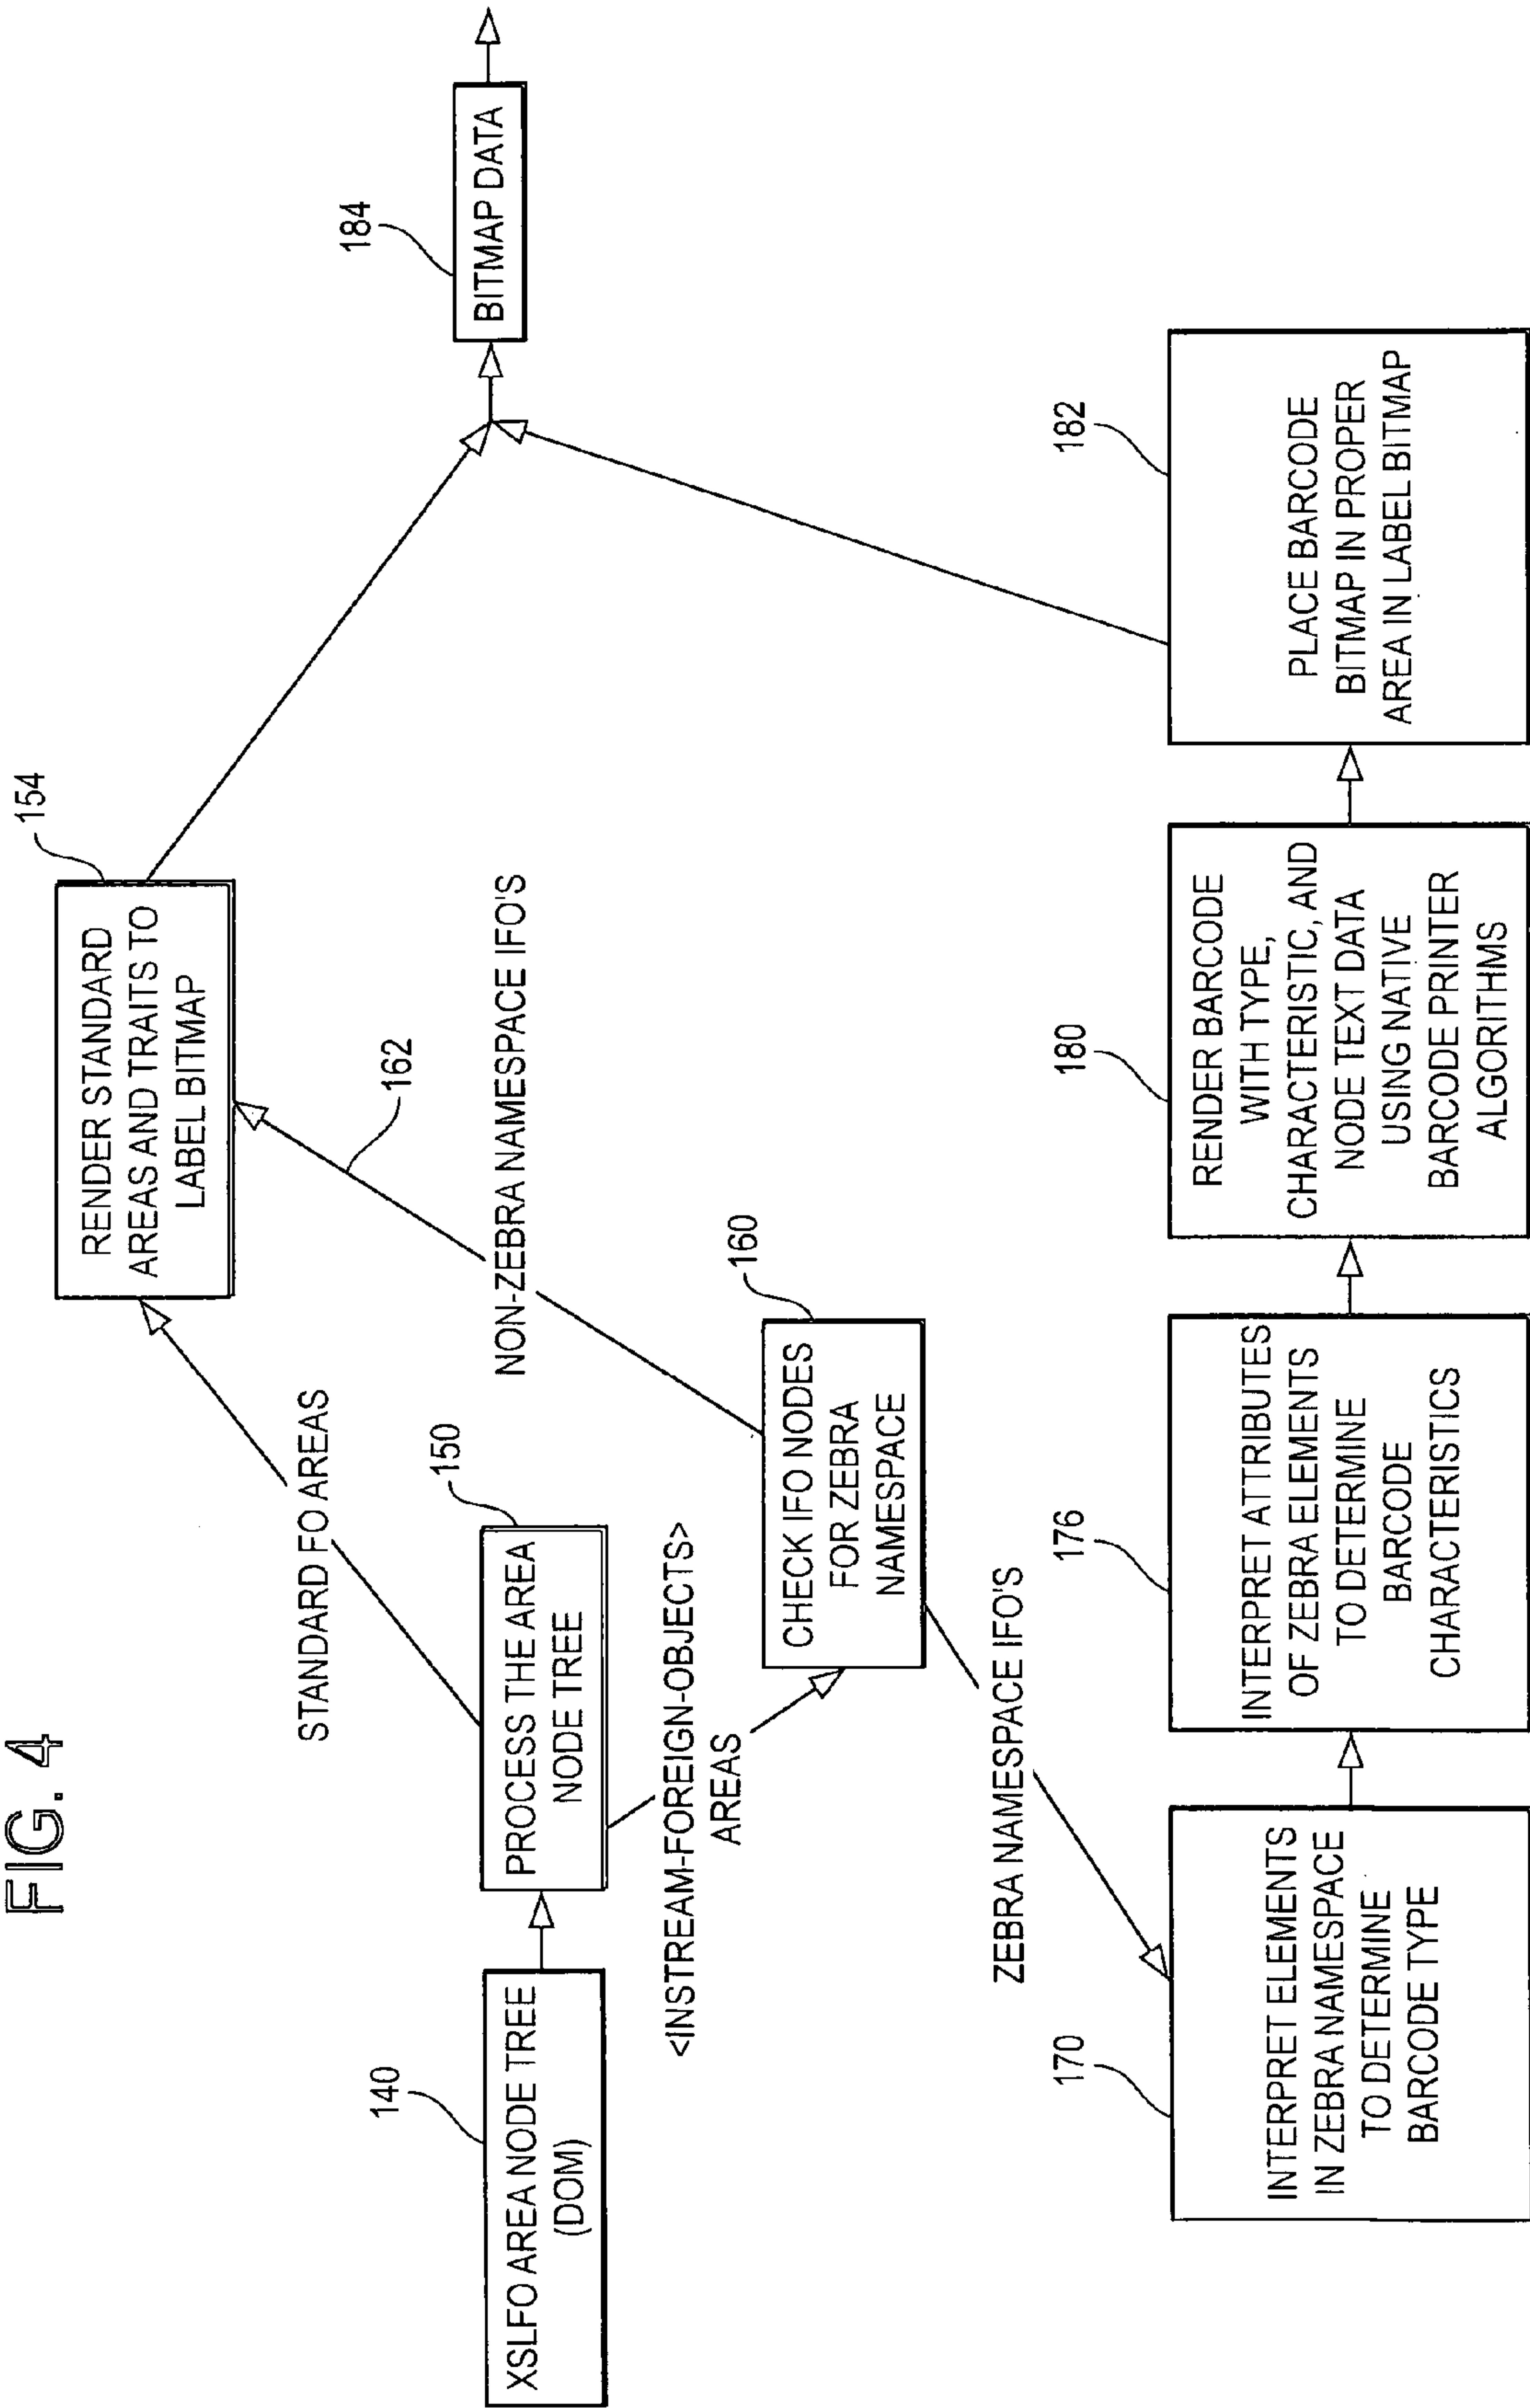 FIG. 4
XSLFO AREA NODE TREE
(DOM)
140
PROCESS THE AREA
NODE TREE
150
STANDARD FO AREAS
RENDER STANDARD
AREAS AND TRAITS TO
LABEL BITMAP
154
<INSTREAM-FOREIGN-OBJECTS>
AREAS
CHECK IFO NODES
FOR ZEBRA
NAMESPACE
160
NON-ZEBRA NAMESPACE IFO'S
162
ZEBRA NAMESPACE IFO'S
170
INTERPRET ELEMENTS
IN ZEBRA NAMESPACE
TO DETERMINE
BARCODE TYPE
176
INTERPRET ATTRIBUTES
OF ZEBRA ELEMENTS
TO DETERMINE
BARCODE
CHARACTERISTICS
180
RENDER BARCODE
WITH TYPE,
CHARACTERISTIC, AND
NODE TEXT DATA
USING NATIVE
BARCODE PRINTER
ALGORITHMS
182
PLACE BARCODE
BITMAP IN PROPER
AREA IN LABEL BITMAP
184
BITMAP DATA